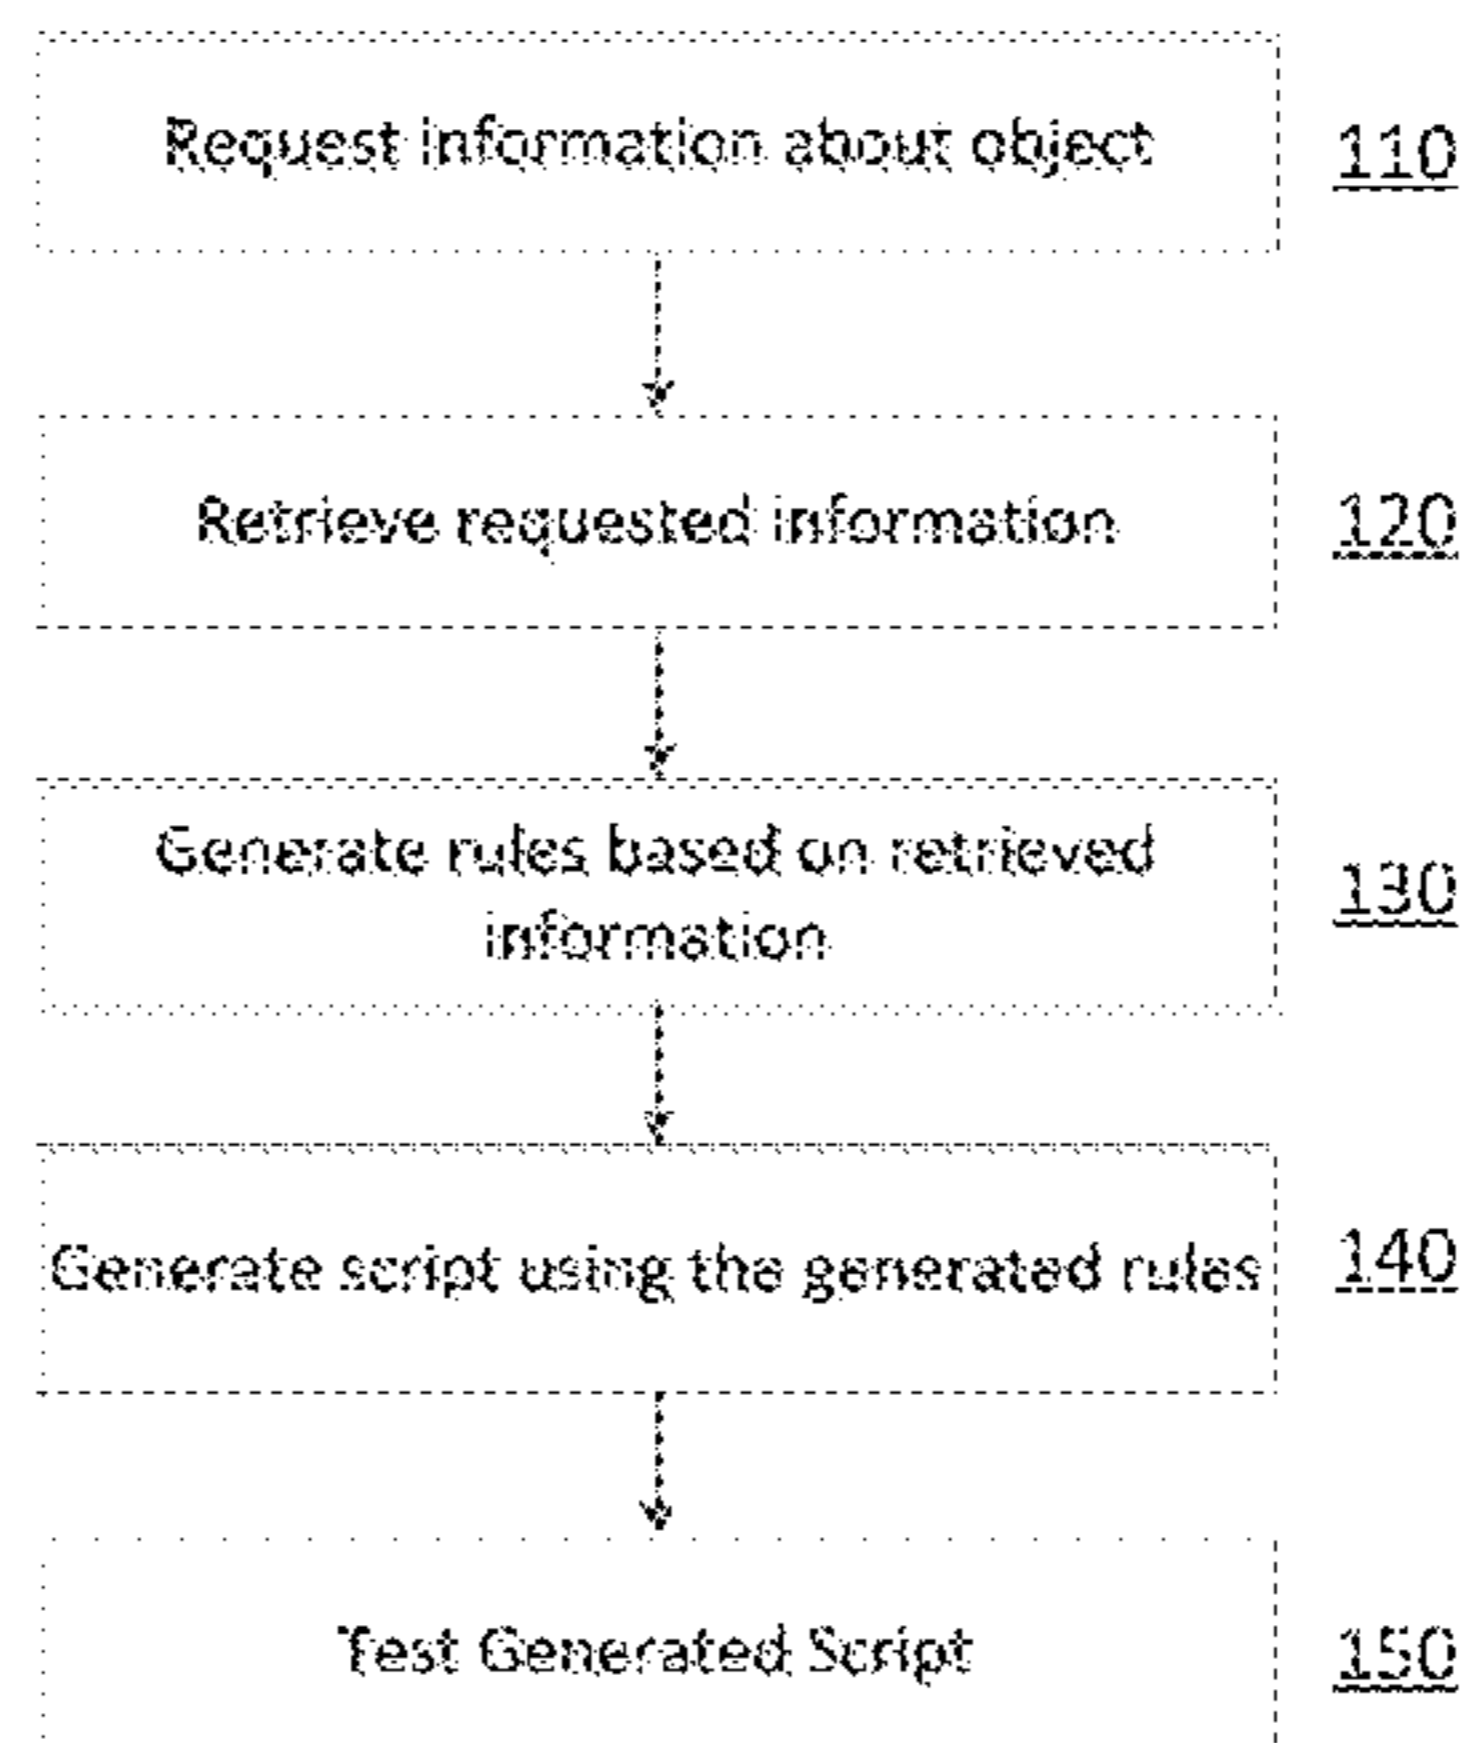 Request information about object
110
Retrieve requested information
120
Generate rules based on retrieved
information
130
Generate script using the generated rules
140
Test Generated Script
150